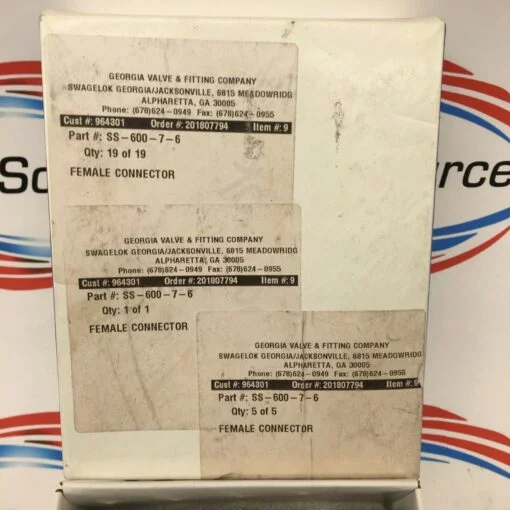 GEORGIA VALVE & FITTING COMPANY
SWAGELOK GEORGIA/JACKSONVILLE, 6815 MEADOWRIDG
ALPHARETTA, GA 30005
Phone: (678)624-0949 Fax: (678)624-0955
Cust #: 964301 Order #: 201807794 Item #: 9
Part #: SS-600-7-6
Qty: 19 of 19
FEMALE CONNECTOR
So
urce
GEORGIA VALVE & FITTING COMPANY
SWAGELOK GEORGIA/JACKSONVILLE, 6815 MEADOWRIDG
ALPHARETTA, GA 30005
Phone: (678)624-0949 Fax: (678)624-0955
Cust #: 964301 Order #: 201807794 Item #: 9
Part #: SS-600-7-6
Qty: 1 of 1
FEMALE CONNECTOR
GEORGIA VALVE & FITTING COMPANY
SWAGELOK GEORGIA/JACKSONVILLE, 6815 MEADOWRIDG
ALPHARETTA, GA 30005
Phone: (678)624-0949 Fax: (678)624-0955
Cust #: 964301 Order #: 201807794 Item #: 9
Part #: SS-600-7-6
Qty: 5 of 5
FEMALE CONNECTOR